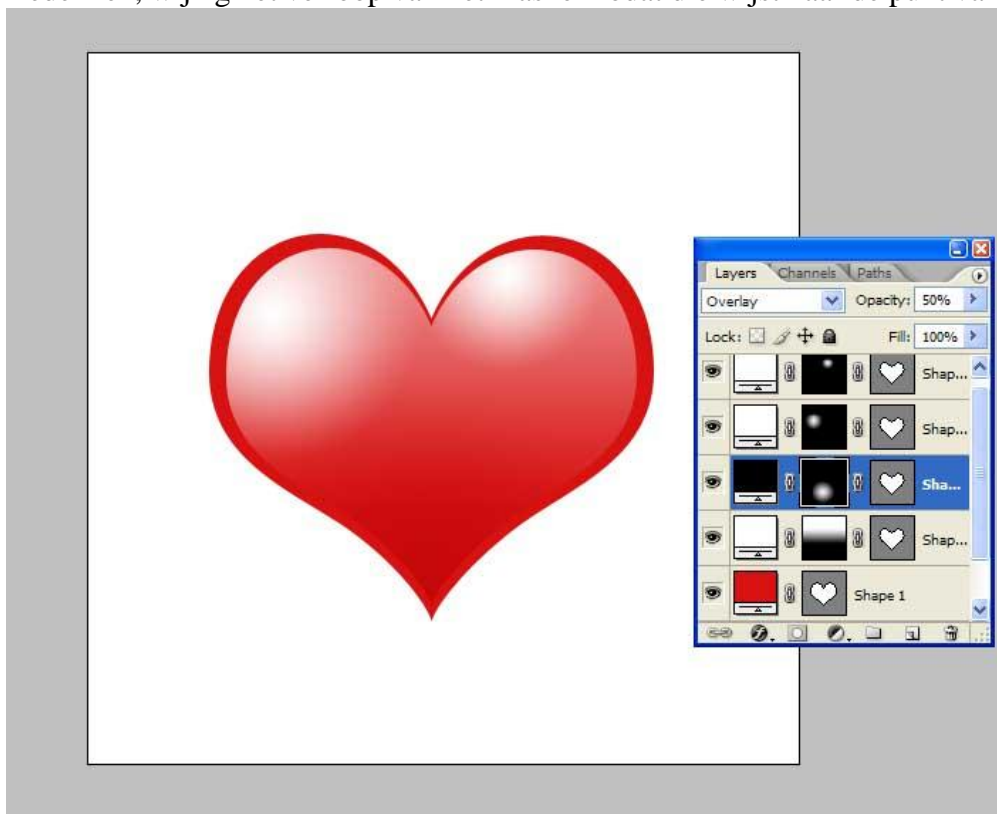 Layers Channels Paths
Overlay Opacity: 50%
Lock: Fill: 100%
Shap...
Shap...
Sha...
Shap...
Shape 1